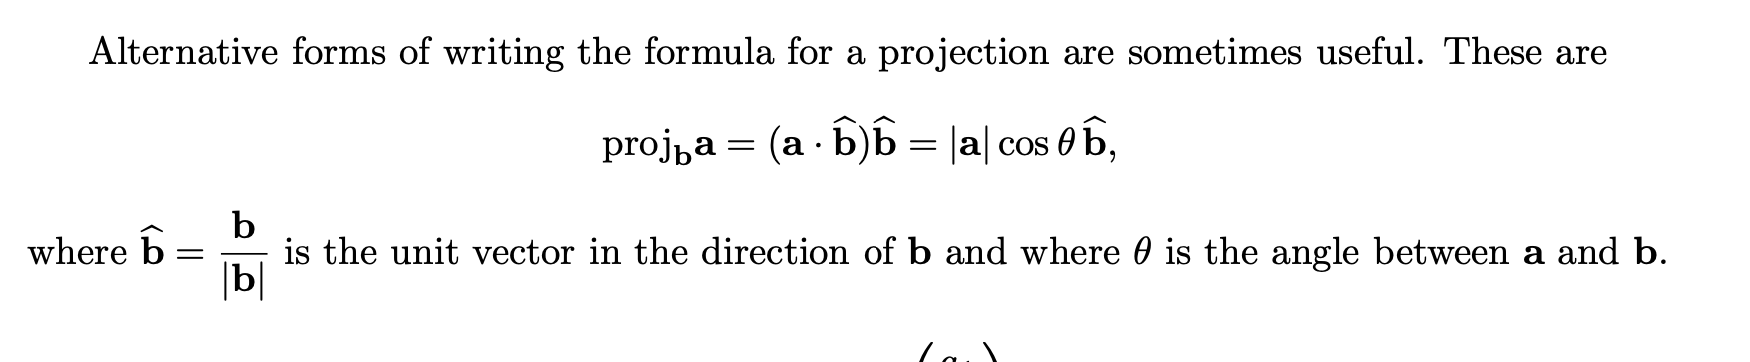 Alternative forms of writing the formula for a projection are sometimes useful. These are
proj_b a = (a · b̂)b̂ = |a| cos θ b̂,
where b̂ = b/|b| is the unit vector in the direction of b and where θ is the angle between a and b.